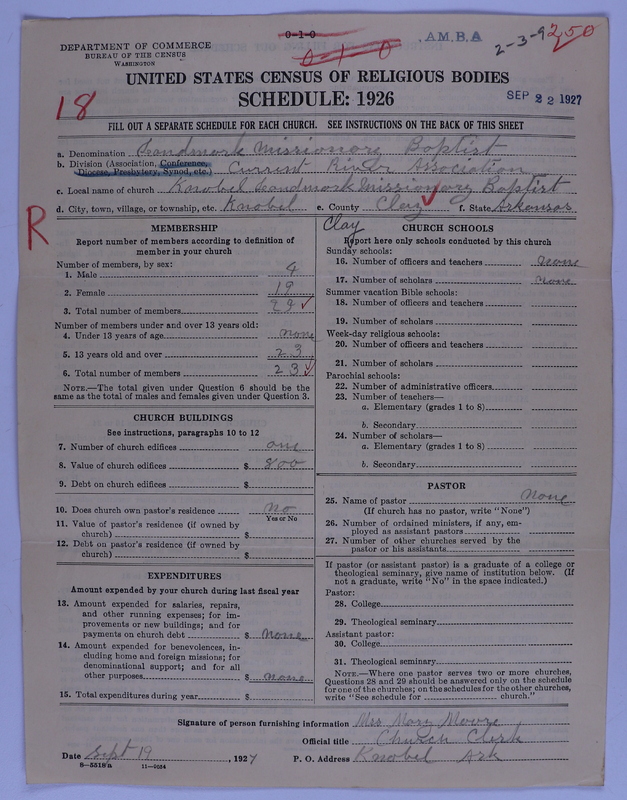 DEPARTMENT OF COMMERCE
BUREAU OF THE CENSUS
WASHINGTON
0-1-0
0 1 0
A.M.B.A
2-3-9
250
UNITED STATES CENSUS OF RELIGIOUS BODIES
SCHEDULE: 1926
18
SEP 22 1927
FILL OUT A SEPARATE SCHEDULE FOR EACH CHURCH. SEE INSTRUCTIONS ON THE BACK OF THIS SHEET
a. Denomination Landmark Missionary Baptist
b. Division (Association, Conference, Diocese, Presbytery, Synod, etc.) Current River Association
c. Local name of church Knobel Landmark Missionary Baptist
d. City, town, village, or township, etc. Knobel e. County Clay f. State Arkansas
R
Clay
MEMBERSHIP
Report number of members according to definition of
member in your church
Number of members, by sex:
1. Male 4
2. Female 19
3. Total number of members
Number of members under and over 13 years old:
4. Under 13 years of age none
5. 13 years old and over 23
6. Total number of members 23
NOTE.—The total given under Question 6 should be the
same as the total of males and females given under Question 3.
CHURCH BUILDINGS
See instructions, paragraphs 10 to 12
7. Number of church edifices one
8. Value of church edifices $ 800
9. Debt on church edifices $
10. Does church own pastor's residence No
Yes or No
11. Value of pastor's residence (if owned by
church) $
12. Debt on pastor's residence (if owned by
church) $
EXPENDITURES
Amount expended by your church during last fiscal year
13. Amount expended for salaries, repairs,
and other running expenses; for im-
provements or new buildings; and for
payments on church debt $ None
14. Amount expended for benevolences, in-
cluding home and foreign missions; for
denominational support; and for all
other purposes $ none
15. Total expenditures during year $
CHURCH SCHOOLS
Report here only schools conducted by this church
Sunday schools:
16. Number of officers and teachers none
17. Number of scholars none
Summer vacation Bible schools:
18. Number of officers and teachers
19. Number of scholars
Week-day religious schools:
20. Number of officers and teachers
21. Number of scholars
Parochial schools:
22. Number of administrative officers
23. Number of teachers—
a. Elementary (grades 1 to 8)
b. Secondary
24. Number of scholars—
a. Elementary (grades 1 to 8)
b. Secondary
PASTOR
25. Name of pastor None
(If church has no pastor, write "None")
26. Number of ordained ministers, if any, em-
ployed as assistant pastors
27. Number of other churches served by the
pastor or his assistants
If pastor (or assistant pastor) is a graduate of a college or
theological seminary, give name of institution below. (If
not a graduate, write "No" in the space indicated.)
Pastor:
28. College
29. Theological seminary
Assistant pastor:
30. College
31. Theological seminary
NOTE.—Where one pastor serves two or more churches,
Questions 28 and 29 should be answered only on the schedule
for one of the churches; on the schedules for the other churches,
write "See schedule for church."
Signature of person furnishing information Mrs Mary Moore
Official title Church Clerk
Date Sept 19, 1927 P. O. Address Knobel Ark
8-5518a 11-9084